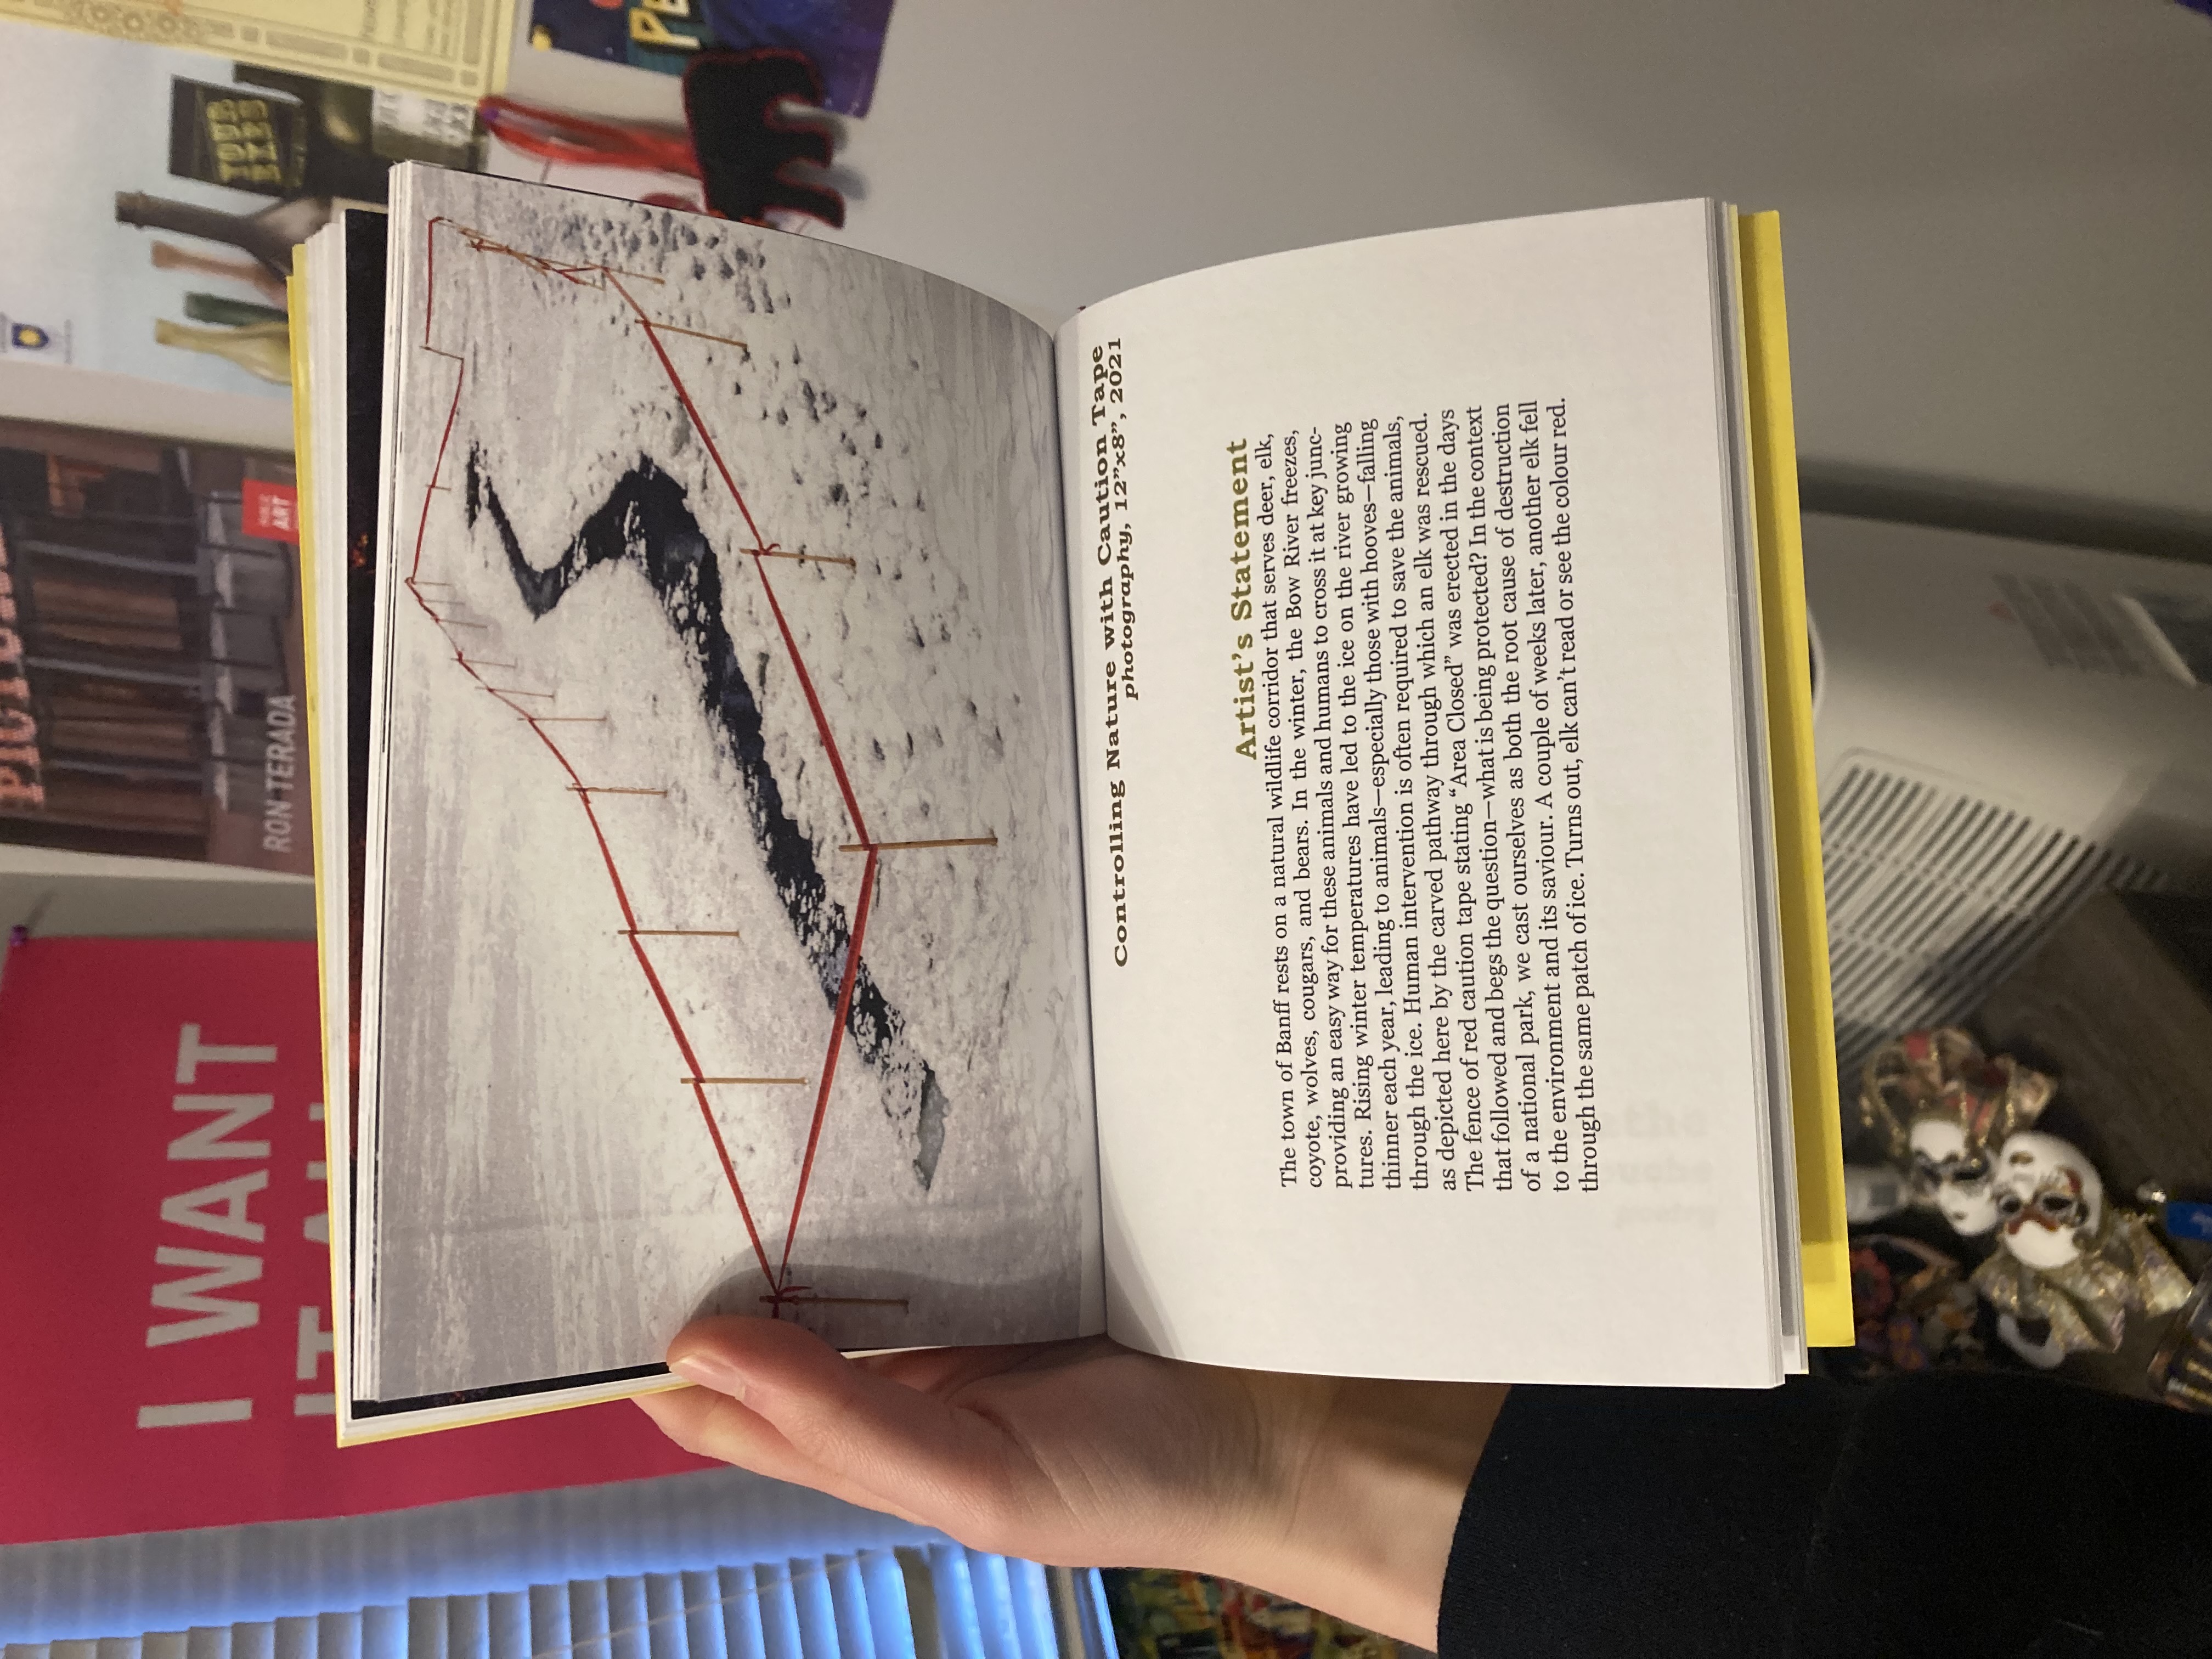 I WANT
IT ALL
RON TERADA
ART
YOUR
Controlling Nature with Caution Tape
photography, 12”x8”, 2021
Artist’s Statement
The town of Banff rests on a natural wildlife corridor that serves deer, elk,
coyote, wolves, cougars, and bears. In the winter, the Bow River freezes,
providing an easy way for these animals and humans to cross it at key junc-
tures. Rising winter temperatures have led to the ice on the river growing
thinner each year, leading to animals—especially those with hooves—falling
through the ice. Human intervention is often required to save the animals,
as depicted here by the carved pathway through which an elk was rescued.
The fence of red caution tape stating “Area Closed” was erected in the days
that followed and begs the question—what is being protected? In the context
of a national park, we cast ourselves as both the root cause of destruction
to the environment and its saviour. A couple of weeks later, another elk fell
through the same patch of ice. Turns out, elk can’t read or see the colour red.